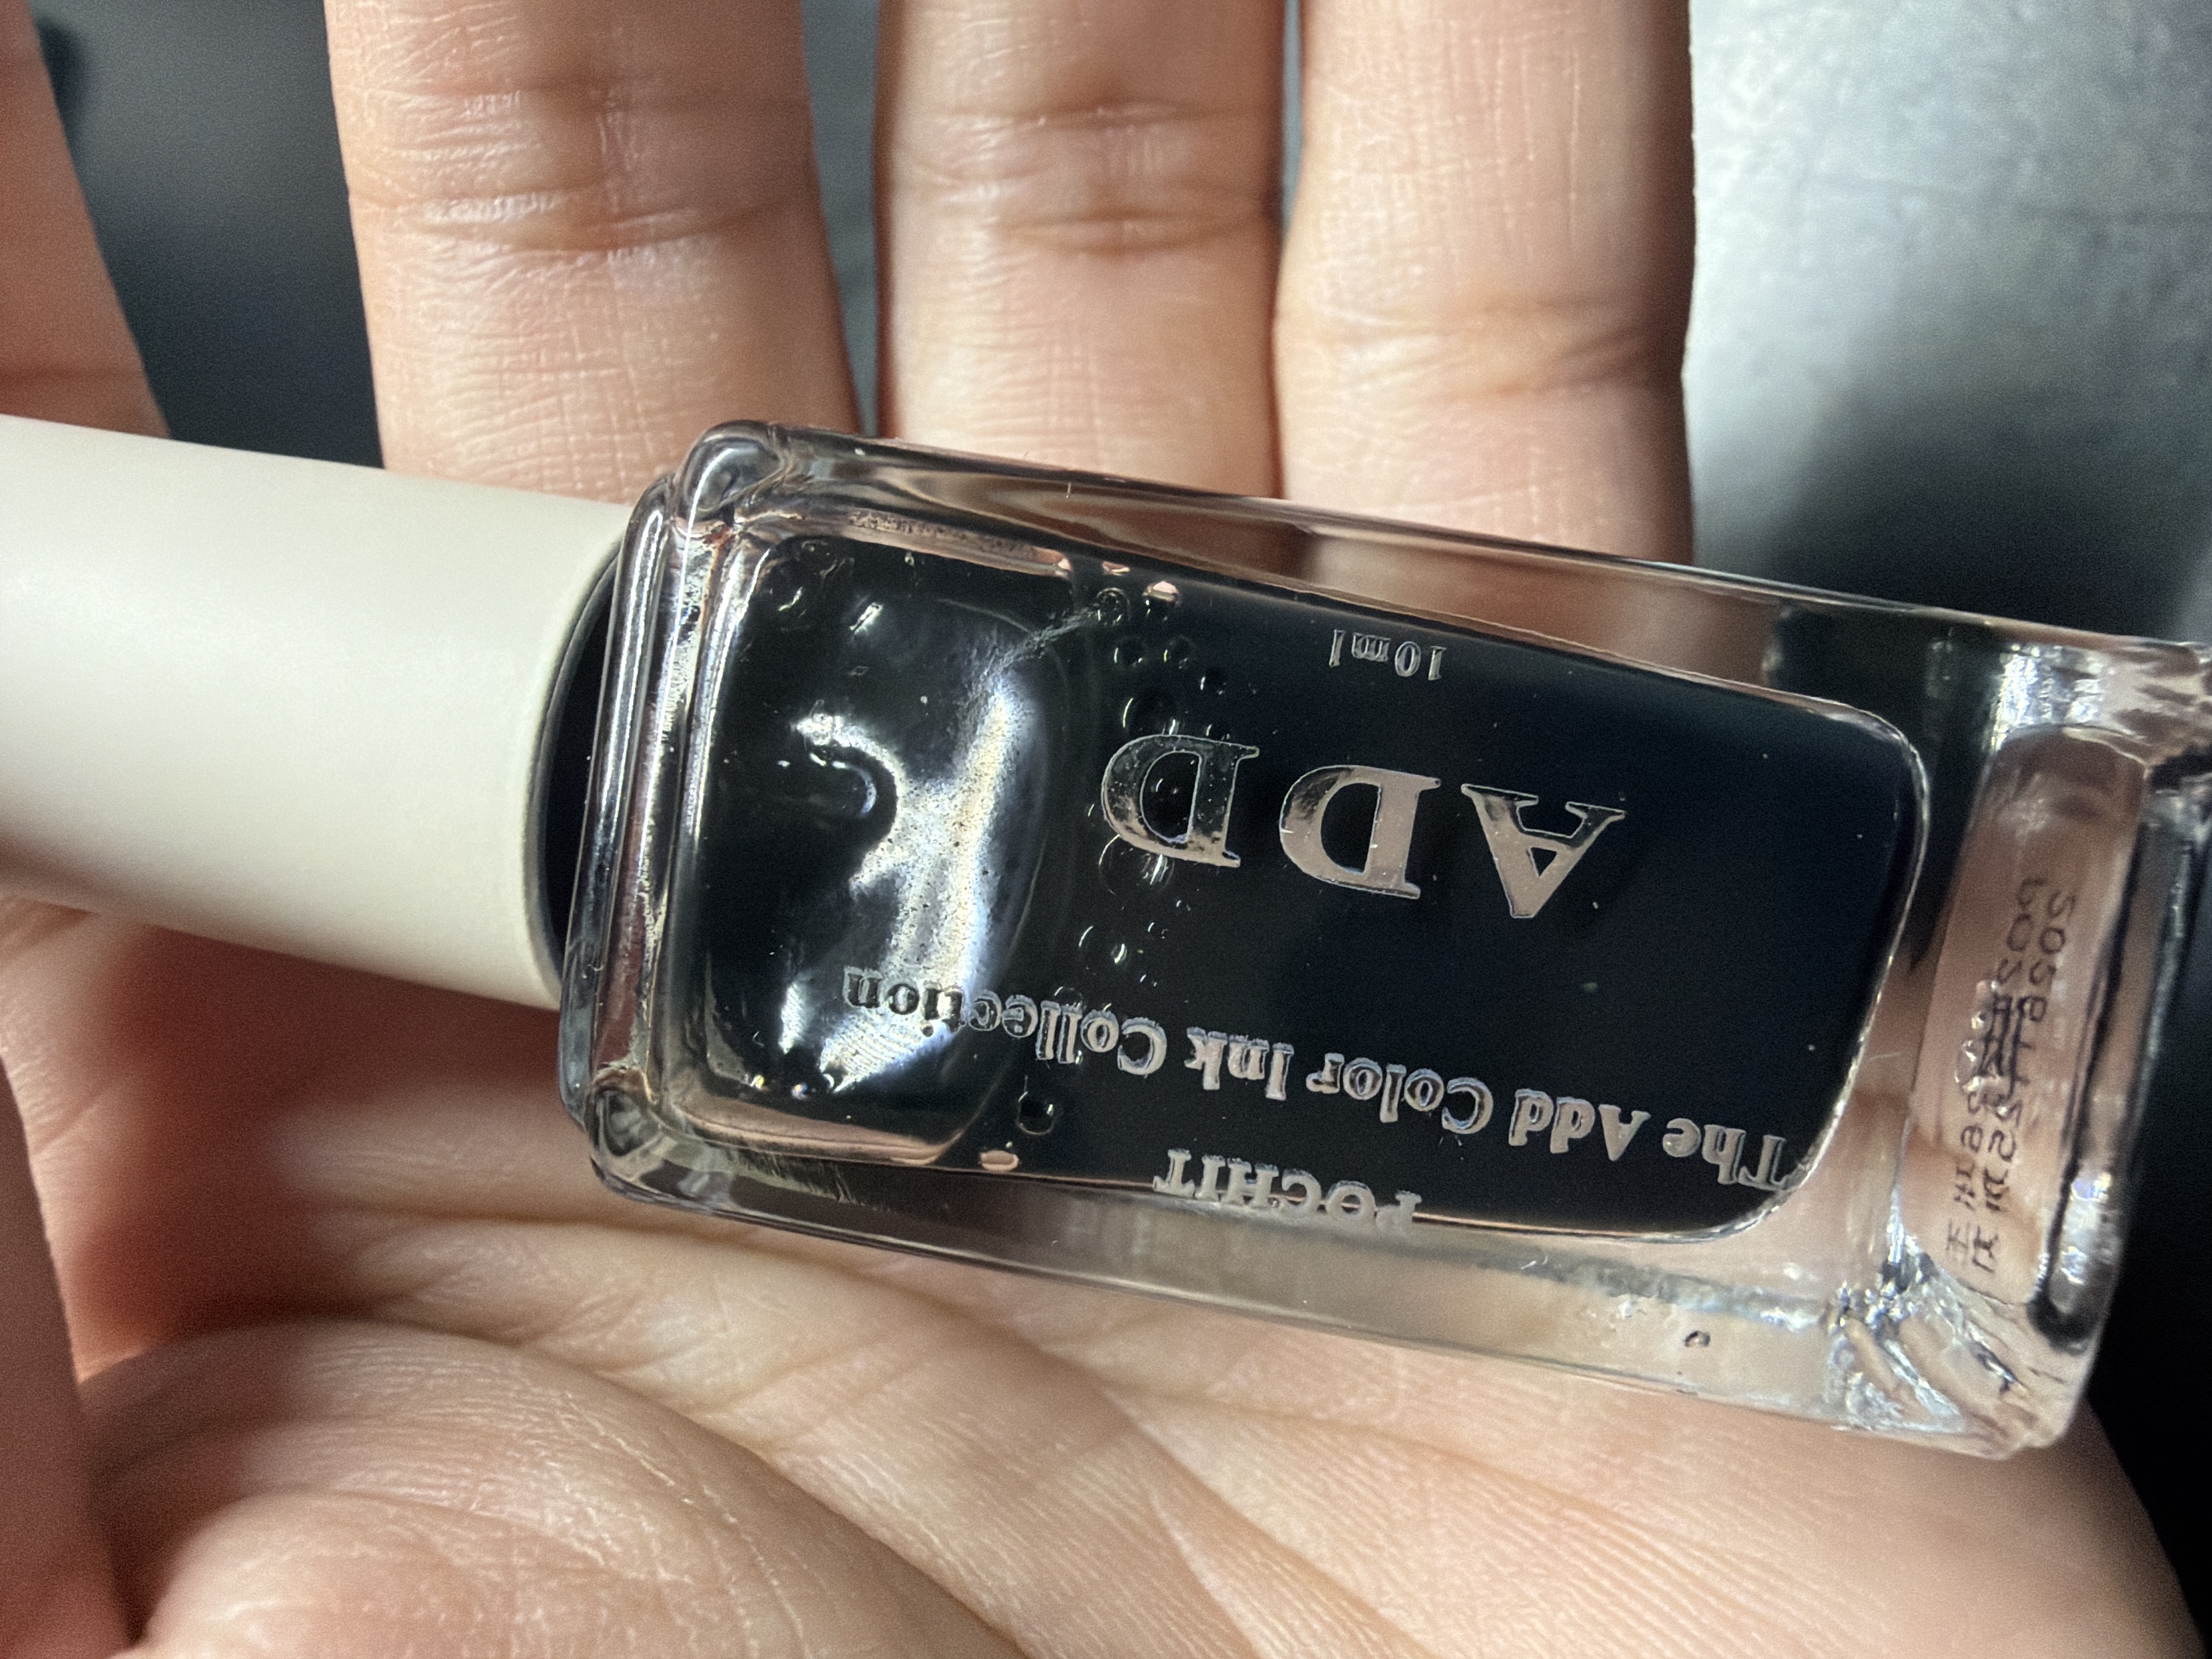 POCHIT
The Add Color Ink Collection
ADD
10ml